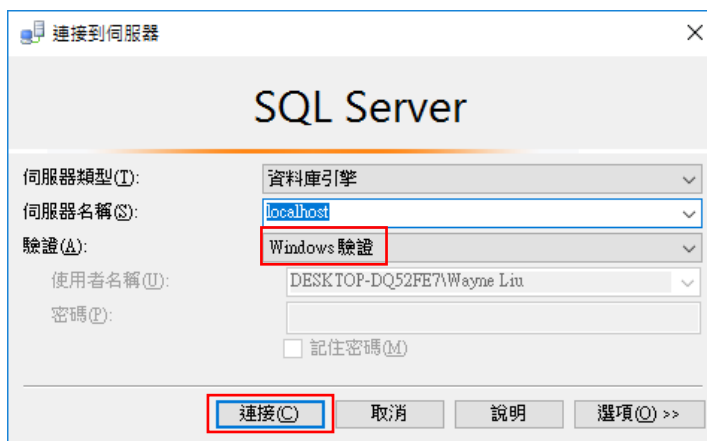 連接到伺服器
SQL Server
伺服器類型(T): 資料庫引擎
伺服器名稱(S): localhost
驗證(A): Windows 驗證
使用者名稱(U): DESKTOP-DQ52FE7\Wayne Liu
密碼(P):
記住密碼(M)
連接(C) 取消 說明 選項(O) >>